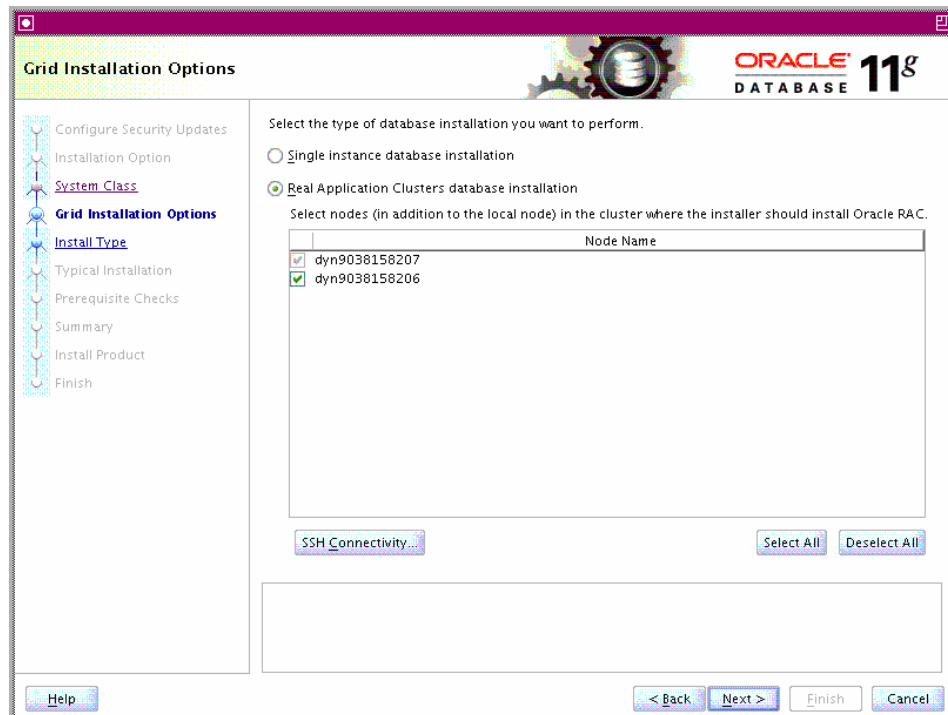 Grid Installation Options
ORACLE 11g
DATABASE
Configure Security Updates
Installation Option
System Class
Grid Installation Options
Install Type
Typical Installation
Prerequisite Checks
Summary
Install Product
Finish
Select the type of database installation you want to perform.
Single instance database installation
Real Application Clusters database installation
Select nodes (in addition to the local node) in the cluster where the installer should install Oracle RAC.
Node Name
dyn9038158207
dyn9038158206
SSH Connectivity...
Select All
Deselect All
Help
< Back
Next >
Finish
Cancel